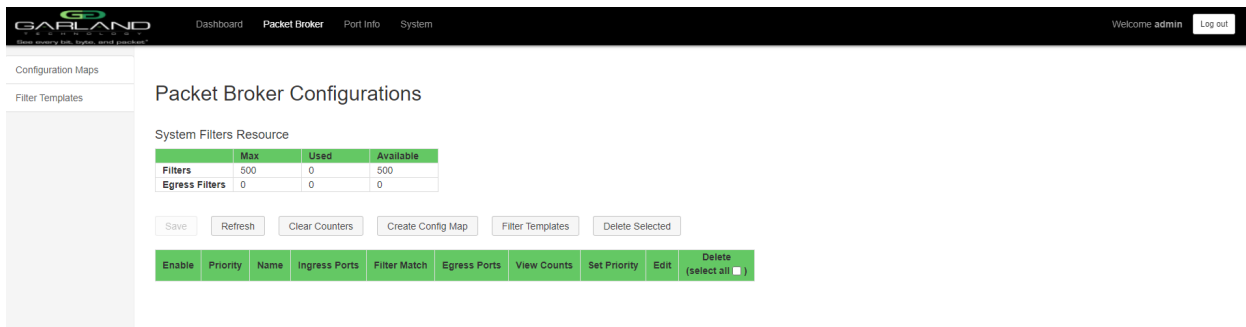 GARLAND
TECHNOLOGY
See every bit, byte, and packet®
Dashboard Packet Broker Port Info System
Welcome admin Log out
Configuration Maps
Filter Templates
Packet Broker Configurations
System Filters Resource
Max Used Available
Filters 500 0 500
Egress Filters 0 0 0
Save Refresh Clear Counters Create Config Map Filter Templates Delete Selected
Enable Priority Name Ingress Ports Filter Match Egress Ports View Counts Set Priority Edit Delete
(select all )